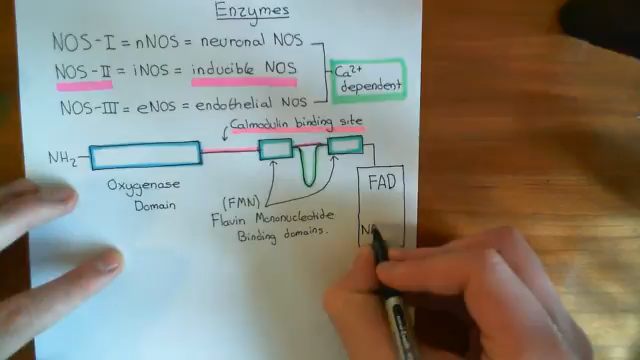 Enzymes
NOS-I = nNOS = neuronal NOS
NOS-II = iNOS = inducible NOS
NOS-III = eNOS = endothelial NOS
Ca²⁺
dependent
Calmodulin binding site
NH₂
Oxygenase
Domain
(FMN)
Flavin Mononucleotide
Binding domains.
FAD